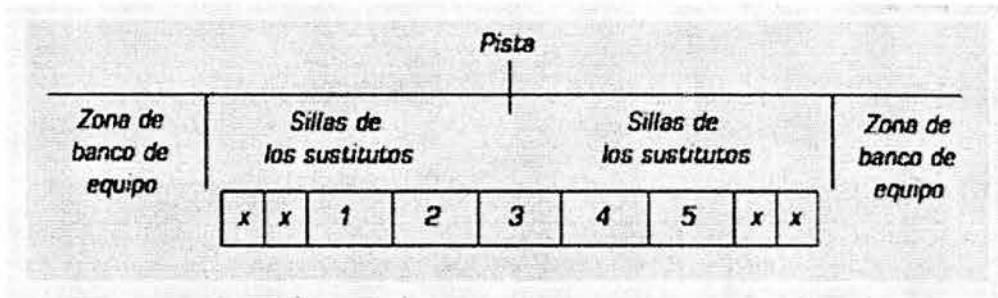 Pista
Zona de
banco de
equipo
Sillas de
los sustitutos
Sillas de
los sustitutos
Zona de
banco de
equipo
x x 1 2 3 4 5 x x